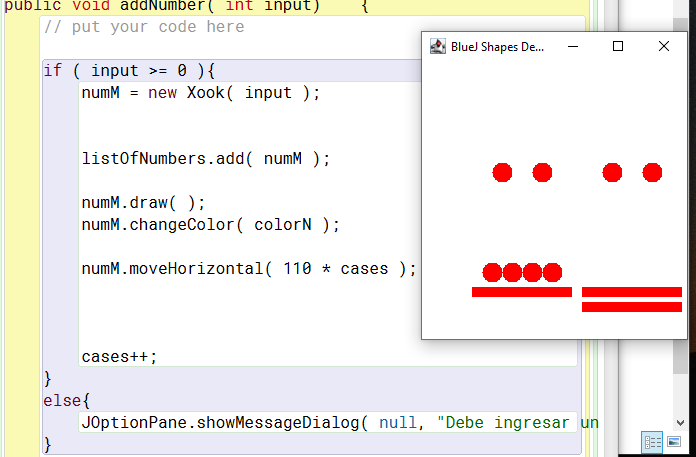 public void addNumber( int input)    {
// put your code here
BlueJ Shapes De...
if ( input >= 0 ){
numM = new Xook( input );
listOfNumbers.add( numM );
numM.draw( );
numM.changeColor( colorN );
numM.moveHorizontal( 110 * cases );
cases++;
}
else{
JOptionPane.showMessageDialog( null, "Debe ingresar un
}